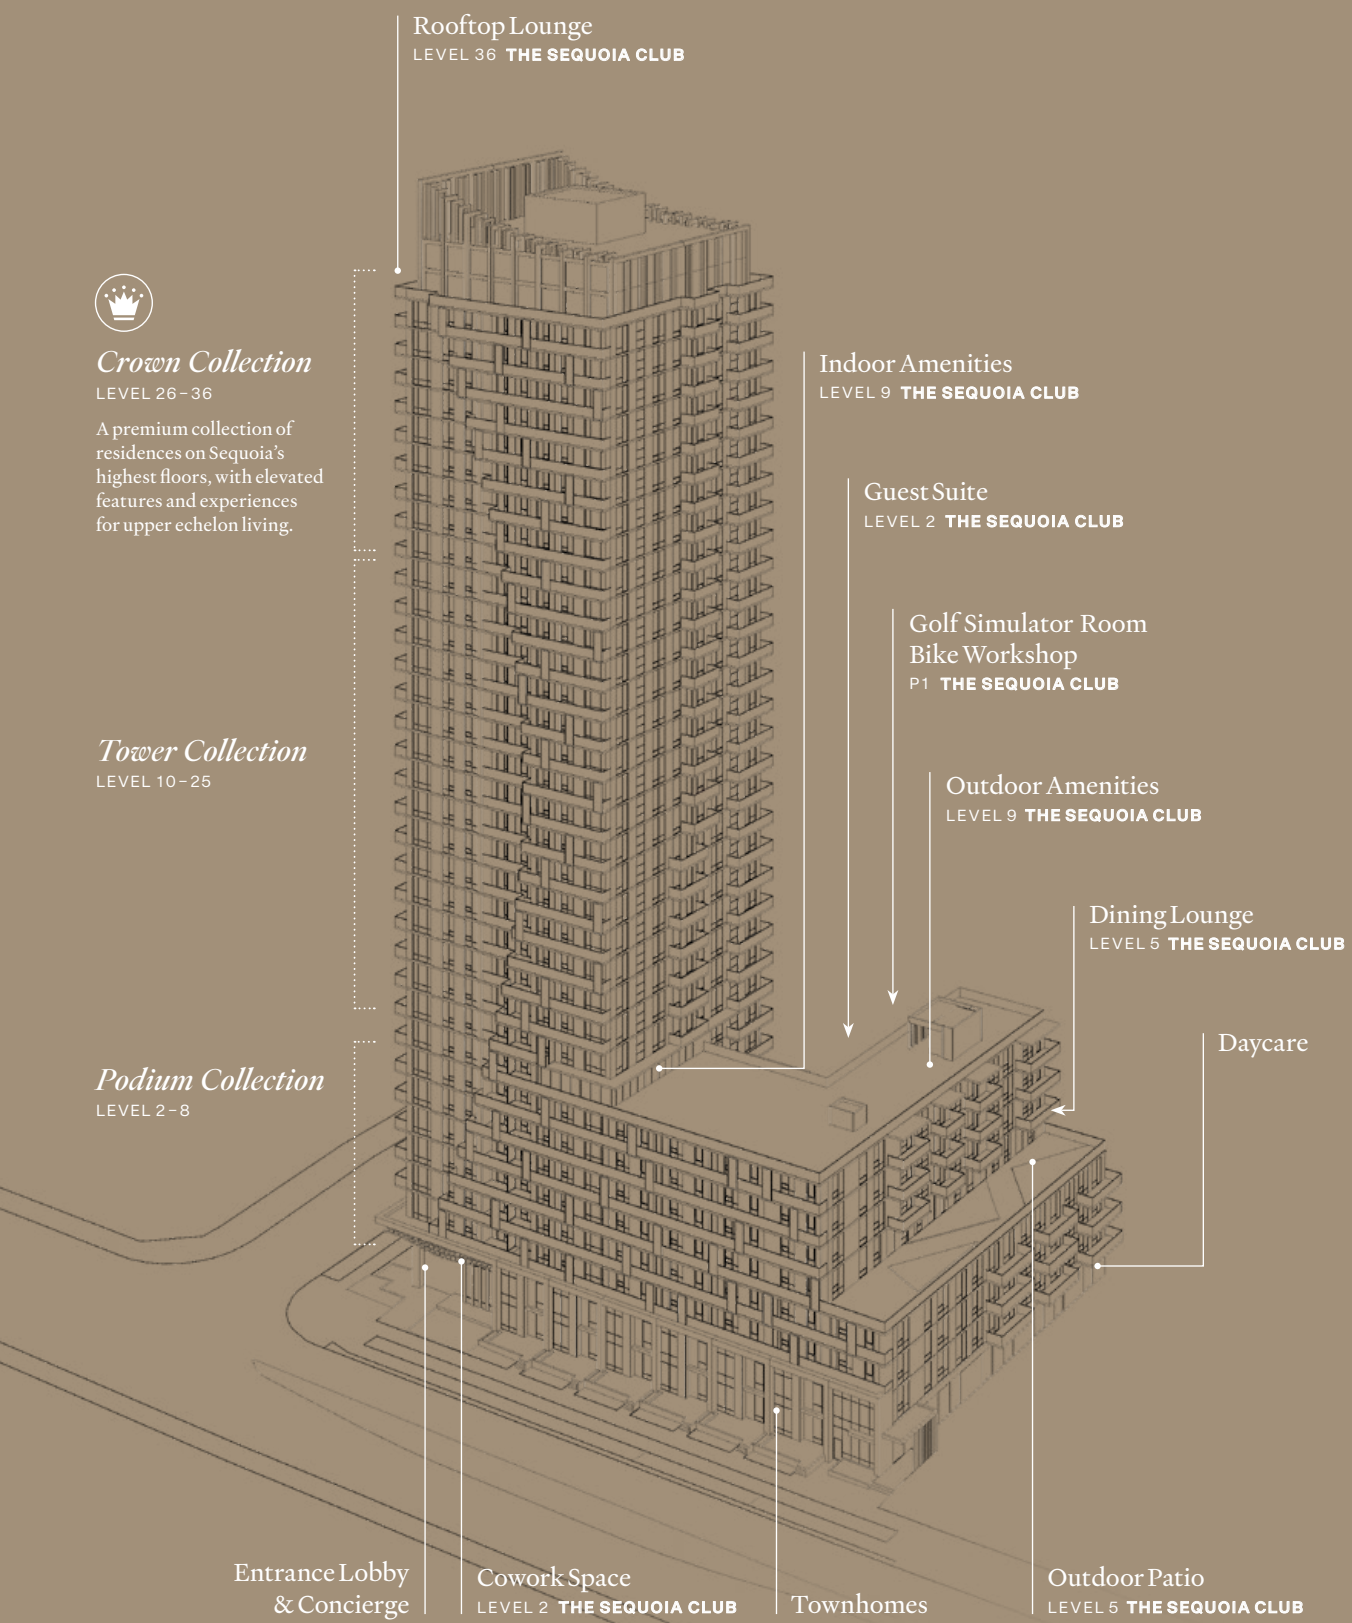 Rooftop Lounge
LEVEL 36 THE SEQUOIA CLUB
Crown Collection
LEVEL 26–36
A premium collection of
residences on Sequoia’s
highest floors, with elevated
features and experiences
for upper echelon living.
Indoor Amenities
LEVEL 9 THE SEQUOIA CLUB
Guest Suite
LEVEL 2 THE SEQUOIA CLUB
Golf Simulator Room
Bike Workshop
P1 THE SEQUOIA CLUB
Tower Collection
LEVEL 10–25
Outdoor Amenities
LEVEL 9 THE SEQUOIA CLUB
Dining Lounge
LEVEL 5 THE SEQUOIA CLUB
Daycare
Podium Collection
LEVEL 2–8
Entrance Lobby
& Concierge
Cowork Space
LEVEL 2 THE SEQUOIA CLUB
Townhomes
Outdoor Patio
LEVEL 5 THE SEQUOIA CLUB